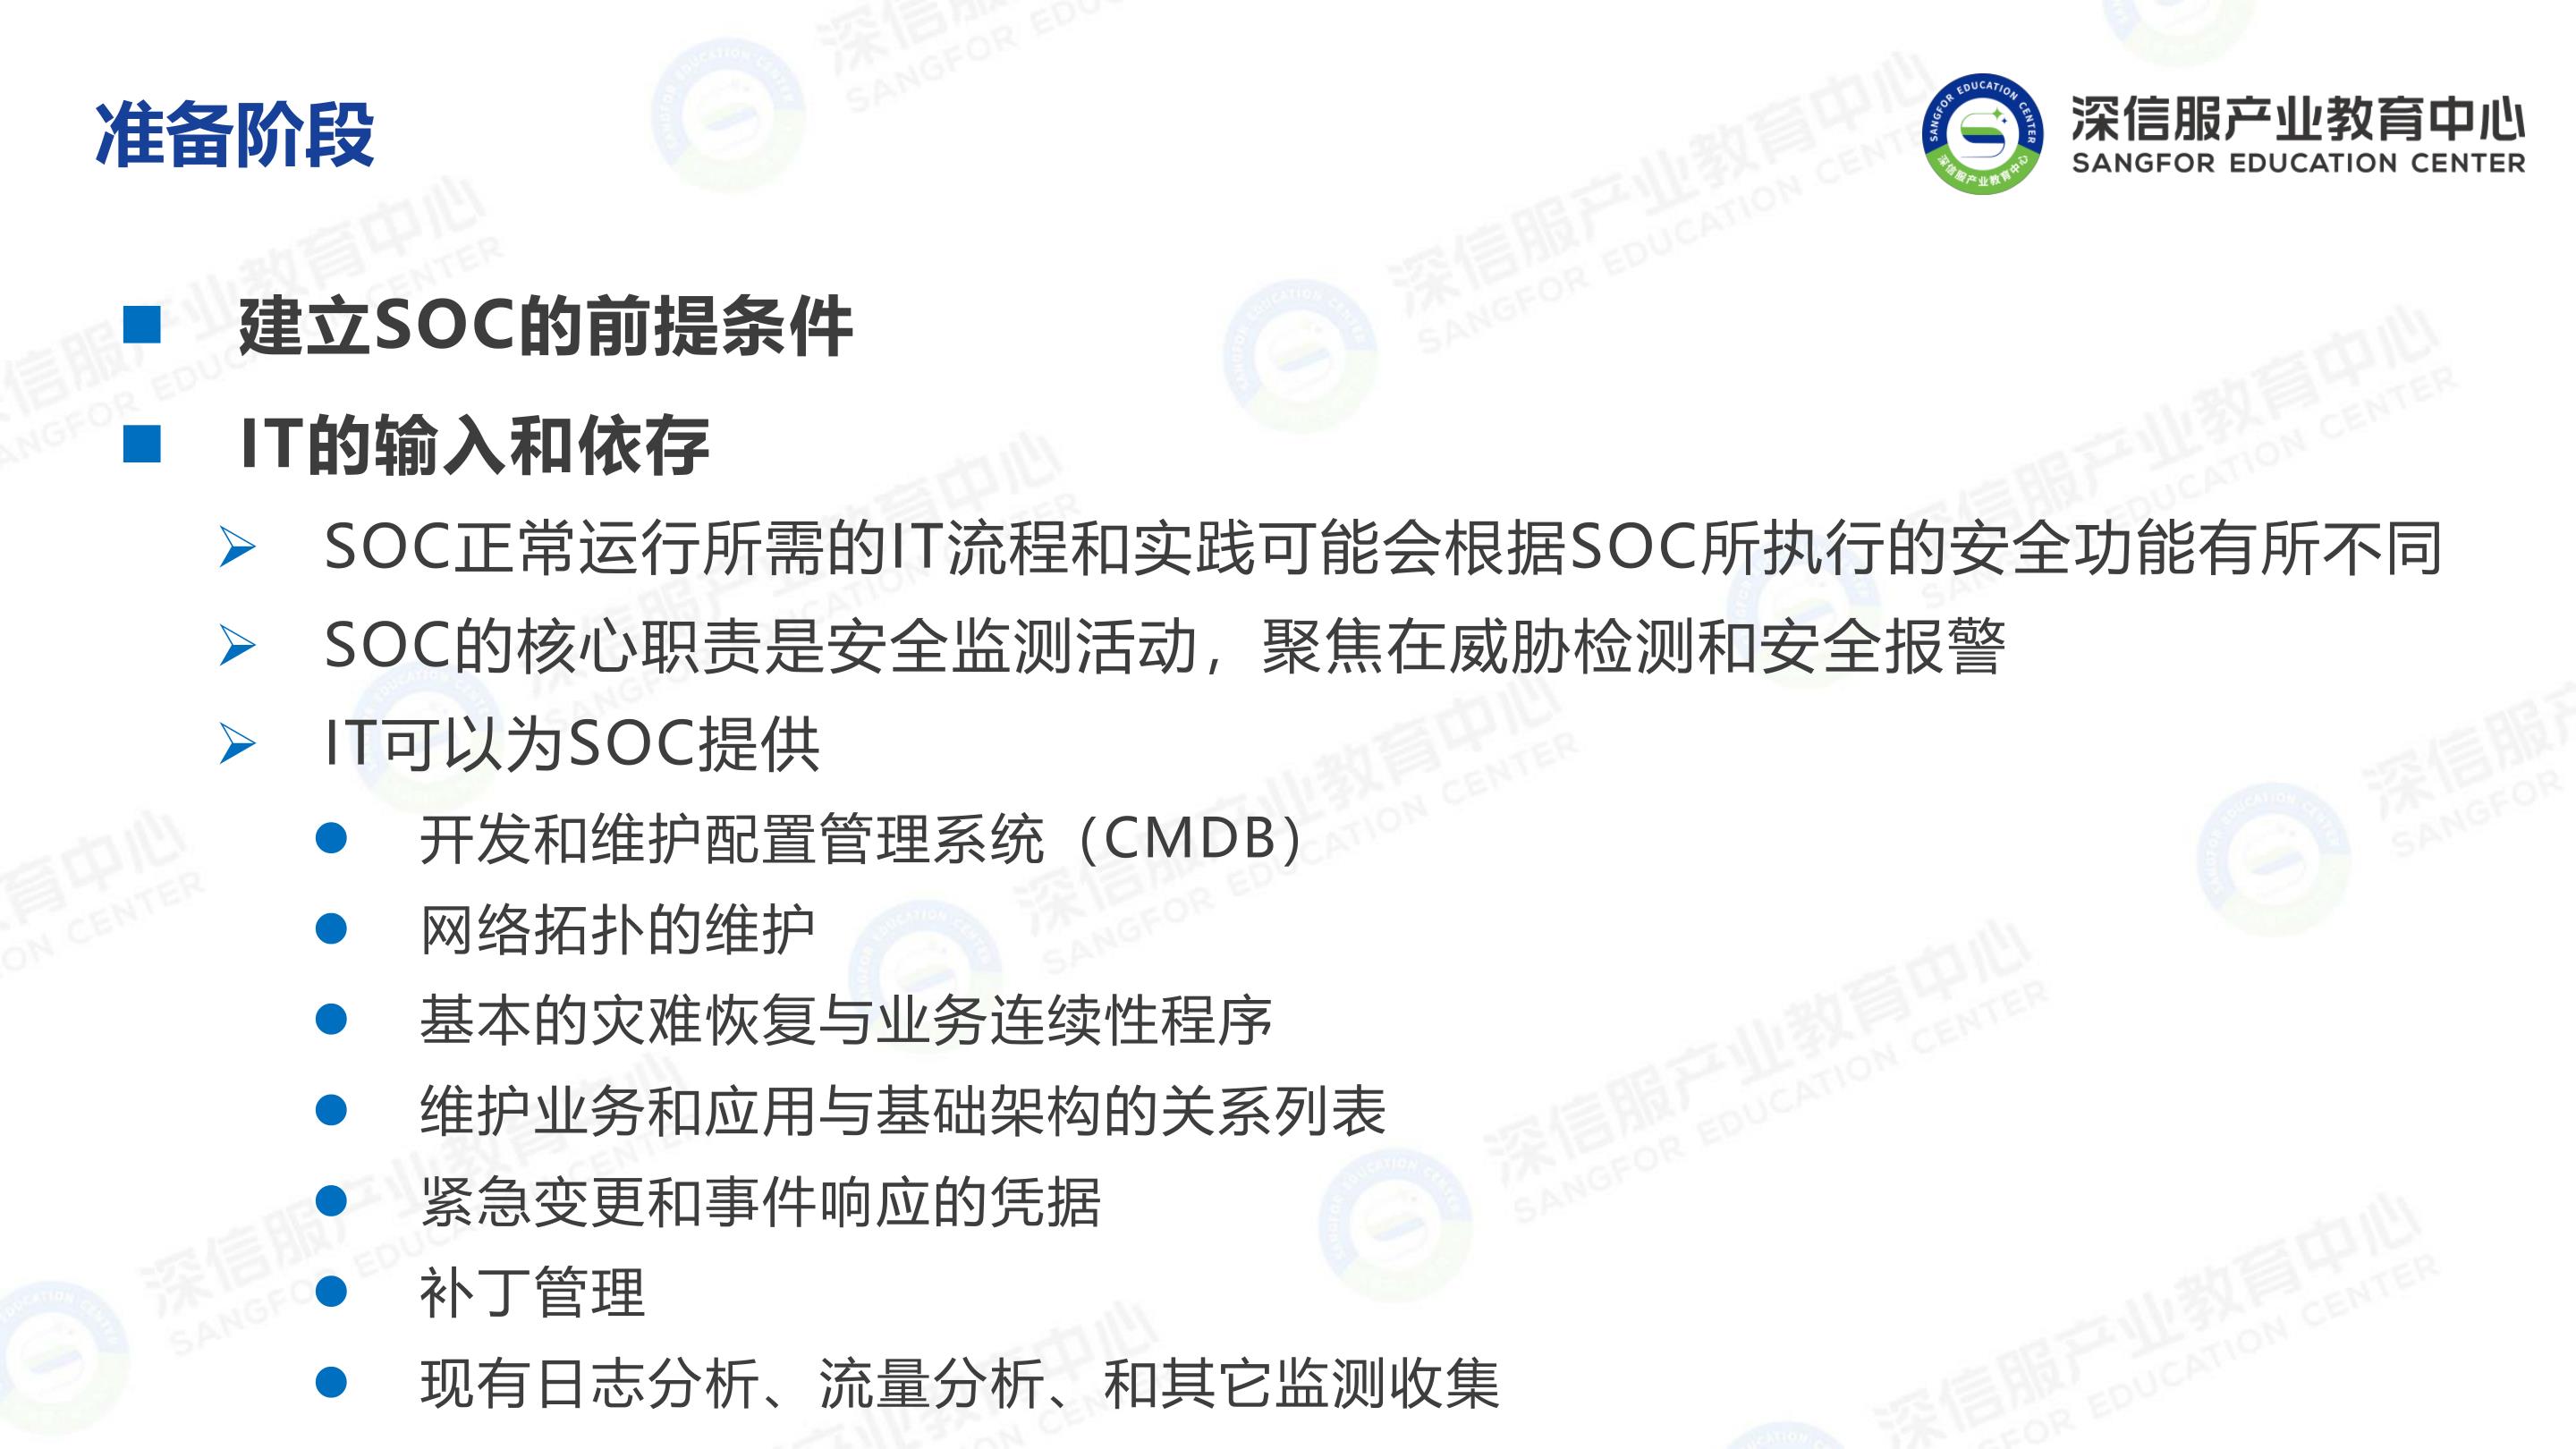 准备阶段
深信服产业教育中心
SANGFOR EDUCATION CENTER
建立SOC的前提条件
IT的输入和依存
SOC正常运行所需的IT流程和实践可能会根据SOC所执行的安全功能有所不同
SOC的核心职责是安全监测活动，聚焦在威胁检测和安全报警
IT可以为SOC提供
开发和维护配置管理系统（CMDB）
网络拓扑的维护
基本的灾难恢复与业务连续性程序
维护业务和应用与基础架构的关系列表
紧急变更和事件响应的凭据
补丁管理
现有日志分析、流量分析、和其它监测收集